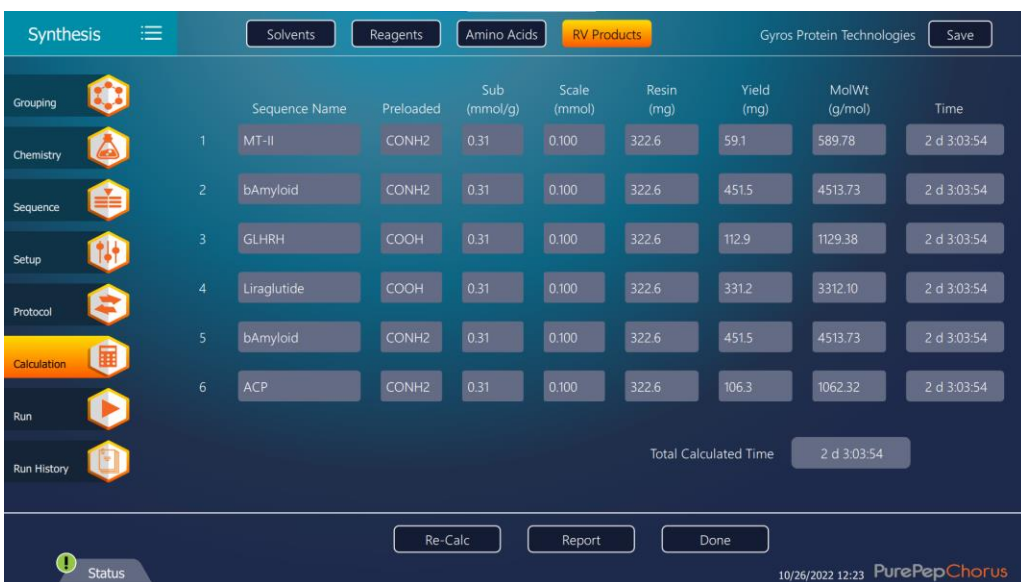 Synthesis
Solvents Reagents Amino Acids RV Products Gyros Protein Technologies Save
Grouping
Chemistry
Sequence
Setup
Protocol
Calculation
Run
Run History
Sequence Name Preloaded Sub (mmol/g) Scale (mmol) Resin (mg) Yield (mg) MolWt (g/mol) Time
1 MT-II CONH2 0.31 0.100 322.6 59.1 589.78 2 d 3:03:54
2 bAmyloid CONH2 0.31 0.100 322.6 451.5 4513.73 2 d 3:03:54
3 GLHRH COOH 0.31 0.100 322.6 112.9 1129.38 2 d 3:03:54
4 Liraglutide COOH 0.31 0.100 322.6 331.2 3312.10 2 d 3:03:54
5 bAmyloid CONH2 0.31 0.100 322.6 451.5 4513.73 2 d 3:03:54
6 ACP CONH2 0.31 0.100 322.6 106.3 1062.32 2 d 3:03:54
Total Calculated Time 2 d 3:03:54
Re-Calc Report Done
Status 10/26/2022 12:23 PurePepChorus